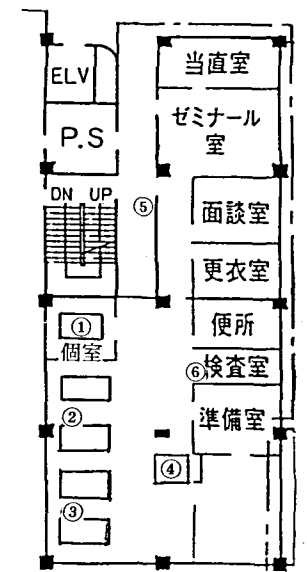 当直室
ELV
ゼミナール
室
P.S
DN UP
⑤
面談室
更衣室
①
個室
便所
⑥
検査室
②
準備室
④
③